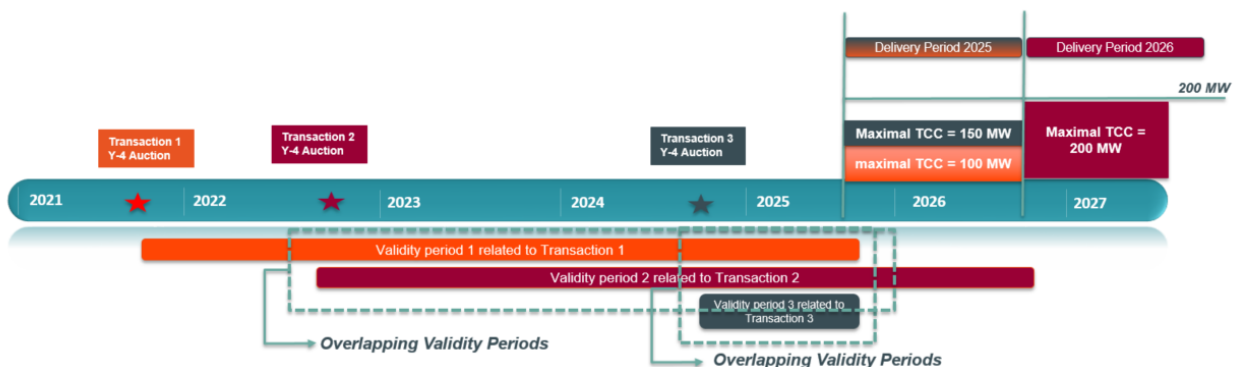 Delivery Period 2025
Delivery Period 2026
200 MW
Transaction 1
Y-4 Auction
Transaction 2
Y-4 Auction
Transaction 3
Y-4 Auction
Maximal TCC = 150 MW
maximal TCC = 100 MW
Maximal TCC =
200 MW
2021
2022
2023
2024
2025
2026
2027
Validity period 1 related to Transaction 1
Validity period 2 related to Transaction 2
Validity period 3 related to
Transaction 3
Overlapping Validity Periods
Overlapping Validity Periods